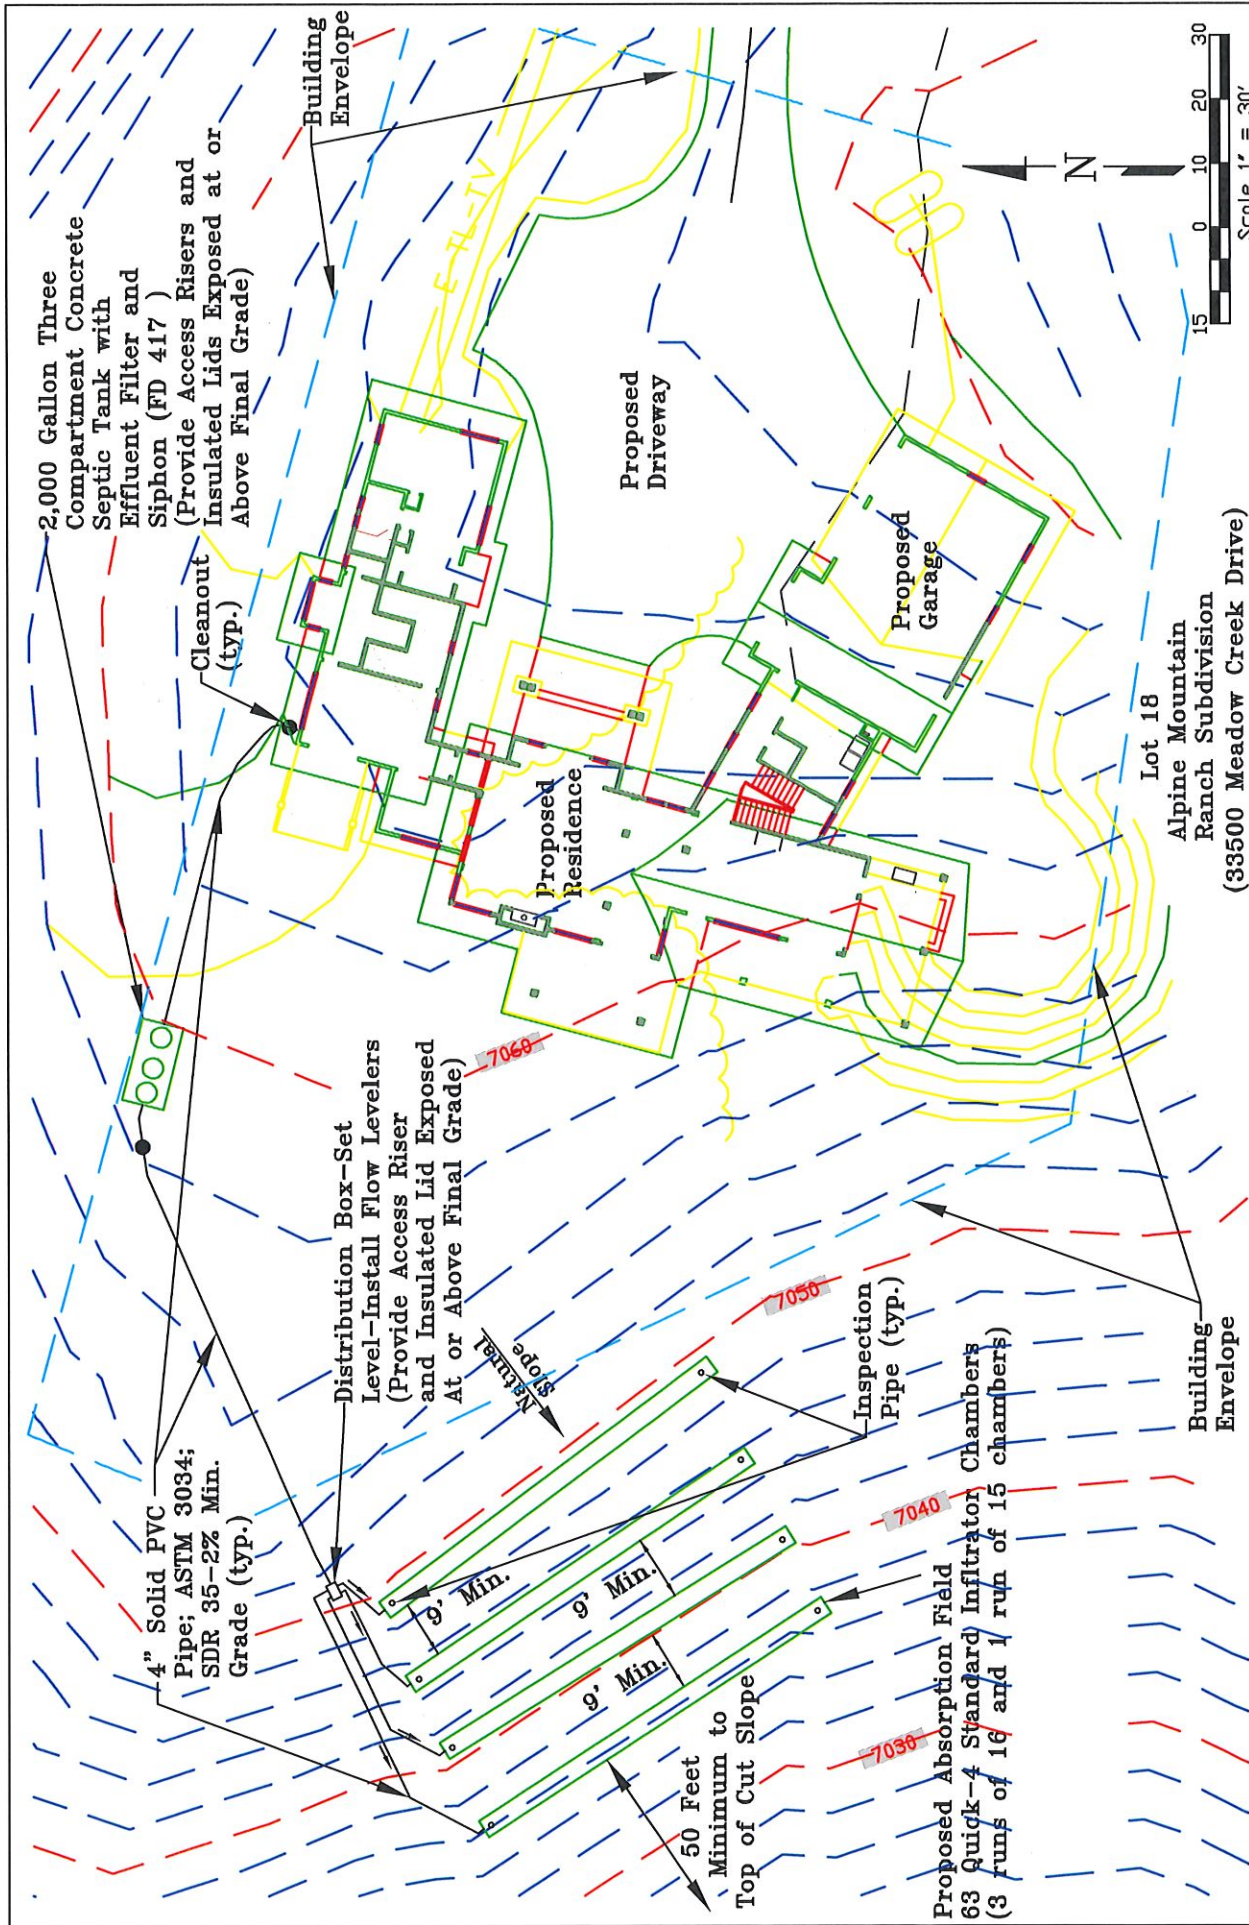 2,000 Gallon Three
Compartment Concrete
Septic Tank with
Effluent Filter and
Siphon (FD 417 )
(Provide Access Risers and
Insulated Lids Exposed at or
Above Final Grade)
Building
Envelope
Cleanout
(typ.)
E-TL-TV
4" Solid PVC
Pipe; ASTM 3034;
SDR 35-2% Min.
Grade (typ.)
Distribution Box-Set
Level-Install Flow Levelers
(Provide Access Riser
and Insulated Lid Exposed
At or Above Final Grade)
7060
Proposed
Driveway
Proposed
Residence
Proposed
Garage
Natural
Slope
7050
9' Min.
9' Min.
9' Min.
Inspection
Pipe (typ.)
7040
50 Feet
Minimum to
Top of Cut Slope
7030
Proposed Absorption Field
63 Quick-4 Standard Infiltrator Chambers
(3 runs of 16 and 1 run of 15 chambers)
Building
Envelope
Lot 18
Alpine Mountain
Ranch Subdivision
(33500 Meadow Creek Drive)
N
15 0 10 20 30
Scale 1" = 30'